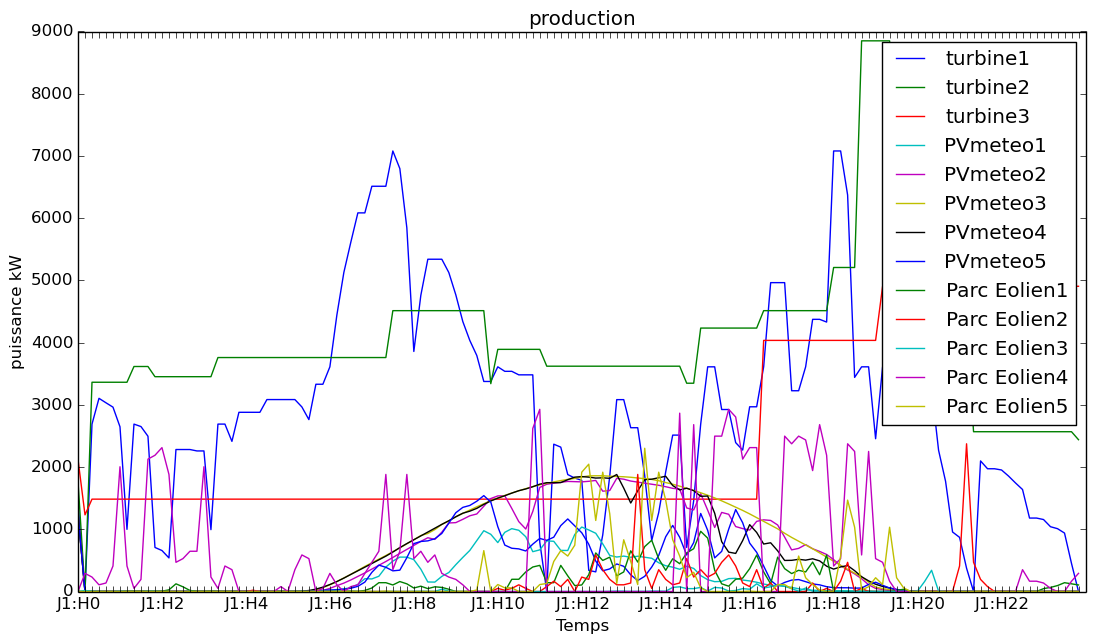 production
puissance kW
9000
8000
7000
6000
5000
4000
3000
2000
1000
0
J1:H0 J1:H2 J1:H4 J1:H6 J1:H8 J1:H10 J1:H12 J1:H14 J1:H16 J1:H18 J1:H20 J1:H22
Temps
turbine1
turbine2
turbine3
PVmeteo1
PVmeteo2
PVmeteo3
PVmeteo4
PVmeteo5
Parc Eolien1
Parc Eolien2
Parc Eolien3
Parc Eolien4
Parc Eolien5